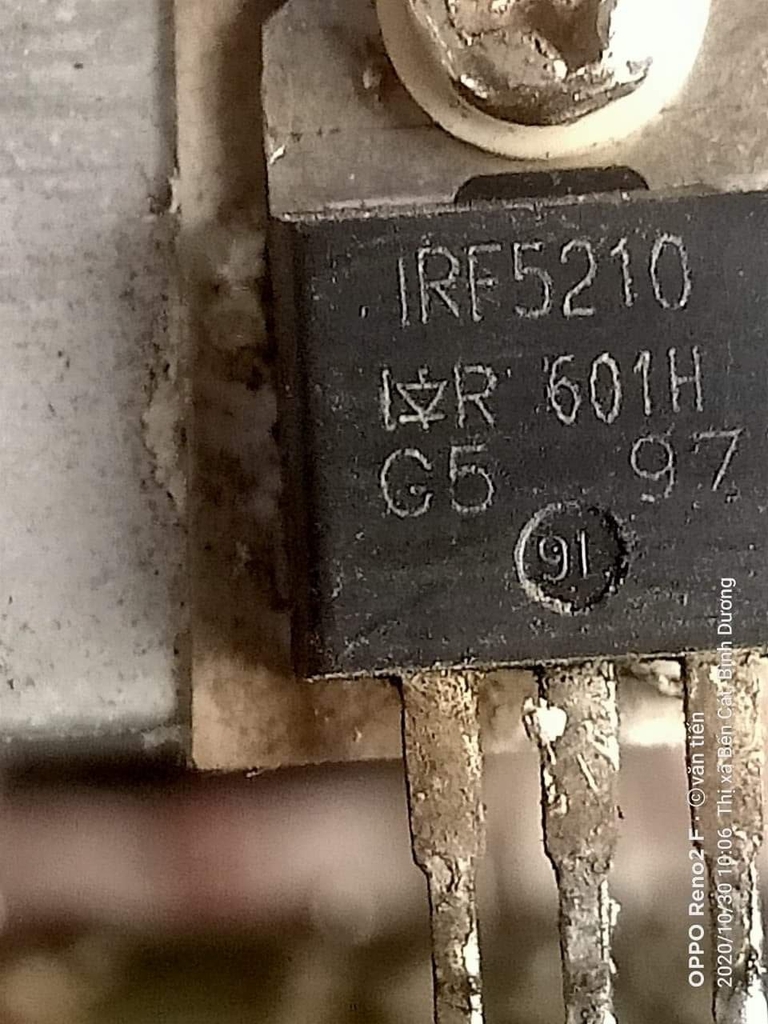 IRF5210
IR 601H
G5 97
91
OPPO Reno2 F · ©văn tiến
2020/10/30 10:06 Thị xã Bến Cát, Bình Dương